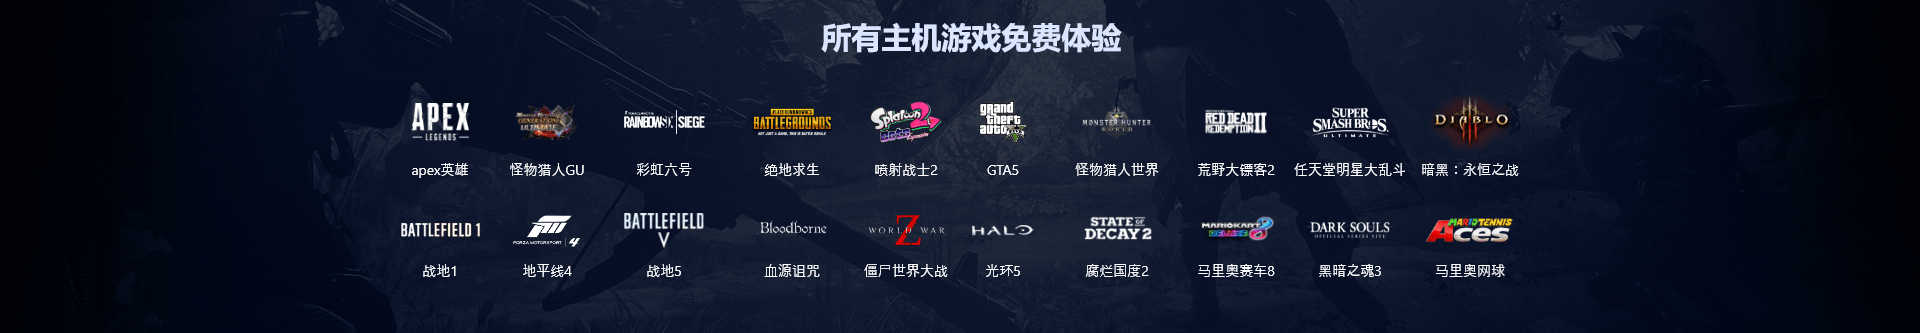 所有主机游戏免费体验
APEX LEGENDS
MONSTER HUNTER GENERATIONS ULTIMATE
RAINBOW SIX | SIEGE
PLAYERUNKNOWN'S BATTLEGROUNDS
Splatoon 2
grand theft auto V
MONSTER HUNTER WORLD
RED DEAD REDEMPTION II
SUPER SMASH BROS. ULTIMATE
DIABLO III
apex英雄 怪物猎人GU 彩虹六号 绝地求生 喷射战士2 GTA5 怪物猎人世界 荒野大镖客2 任天堂明星大乱斗 暗黑：永恒之战
BATTLEFIELD 1
FORZA MOTORSPORT 4
BATTLEFIELD V
Bloodborne
WORLD WAR Z
HALO
STATE OF DECAY 2
MARIOKART 8 DELUXE
DARK SOULS
MARIO TENNIS Aces
战地1 地平线4 战地5 血源诅咒 僵尸世界大战 光环5 腐烂国度2 马里奥赛车8 黑暗之魂3 马里奥网球